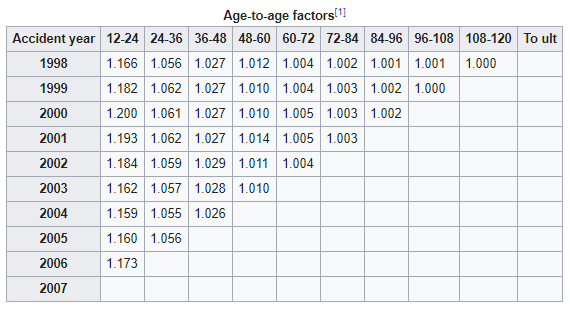 Age-to-age factors[1]
Accident year 12-24 24-36 36-48 48-60 60-72 72-84 84-96 96-108 108-120 To ult
1998 1.166 1.056 1.027 1.012 1.004 1.002 1.001 1.001 1.000
1999 1.182 1.062 1.027 1.010 1.004 1.003 1.002 1.000
2000 1.200 1.061 1.027 1.010 1.005 1.003 1.002
2001 1.193 1.062 1.027 1.014 1.005 1.003
2002 1.184 1.059 1.029 1.011 1.004
2003 1.162 1.057 1.028 1.010
2004 1.159 1.055 1.026
2005 1.160 1.056
2006 1.173
2007